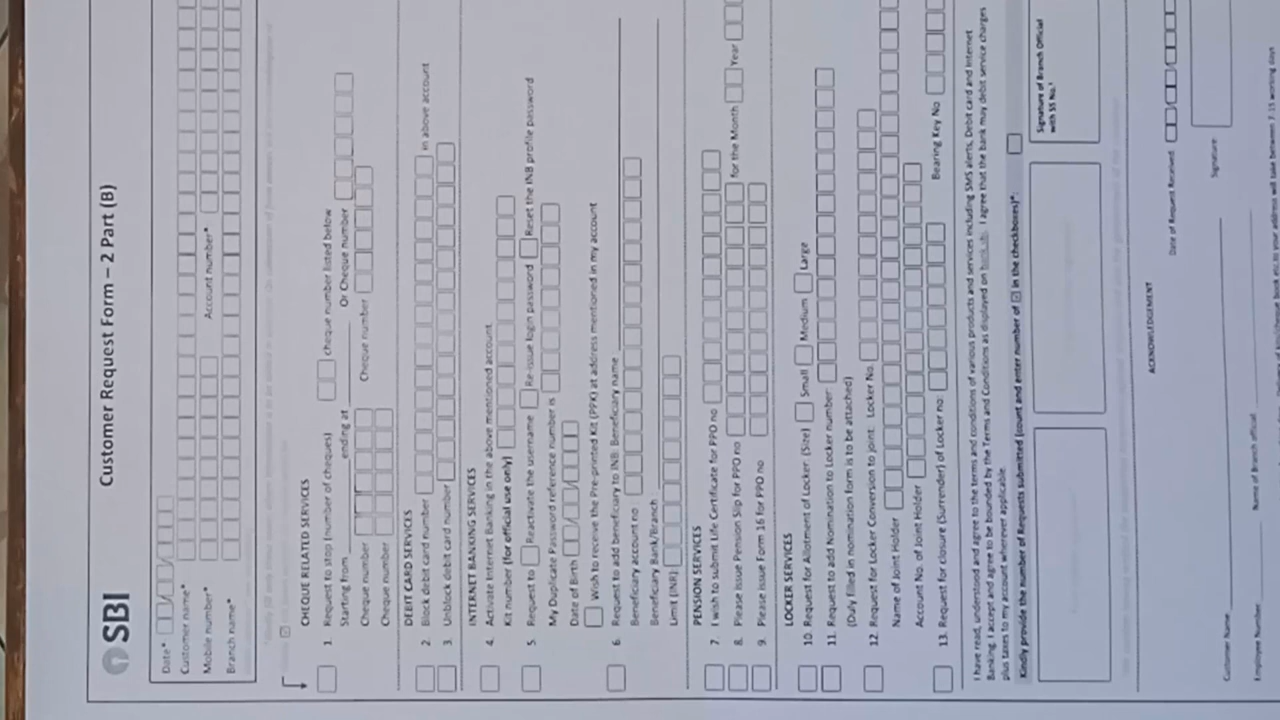 SBI
Customer Request Form – 2 Part (B)
Date*
Customer name*
Mobile number*
Account number*
Branch name*
CHEQUE RELATED SERVICES
1. Request to stop (number of cheques) cheque number listed below
Starting from ending at Or Cheque number
Cheque number Cheque number
Cheque number
DEBIT CARD SERVICES
2. Block debit card number in above account
3. Unblock debit card number
INTERNET BANKING SERVICES
4. Activate Internet Banking in the above mentioned account
Kit number (for official use only)
5. Request to Reactivate the username Re-issue login password Reset the INB profile password
My Duplicate Password reference number is
Date of Birth
Wish to receive the Pre-printed Kit (PPK) at address mentioned in my account
6. Request to add beneficiary to INB: Beneficiary name
Beneficiary account no
Beneficiary Bank/Branch
Limit (INR)
PENSION SERVICES
7. I wish to submit Life Certificate for PPO no
8. Please issue Pension Slip for PPO no for the Month Year
9. Please issue Form 16 for PPO no
LOCKER SERVICES
10. Request for Allotment of Locker (Size) Small Medium Large
11. Request to add Nomination to Locker number:
(Duly filled in nomination form is to be attached)
12. Request for Locker Conversion to joint: Locker No.
Name of Joint Holder
Account No. of Joint Holder
13. Request for closure (Surrender) of Locker no: Bearing Key No
I have read, understood and agree to the terms and conditions of various products and services including SMS alerts, Debit card and Internet
Banking. I accept and agree to be bounded by the Terms and Conditions as displayed on I agree that the bank may debit service charges
plus taxes to my account wherever applicable.
Kindly provide the number of Requests submitted (count and enter number of ☑ in the checkboxes)*:
Signature of Branch Official
with SS No.
ACKNOWLEDGEMENT
Date of Request Received
Customer Name
Signature
Employee Number Name of Branch official
your address will take between 7-15 working days